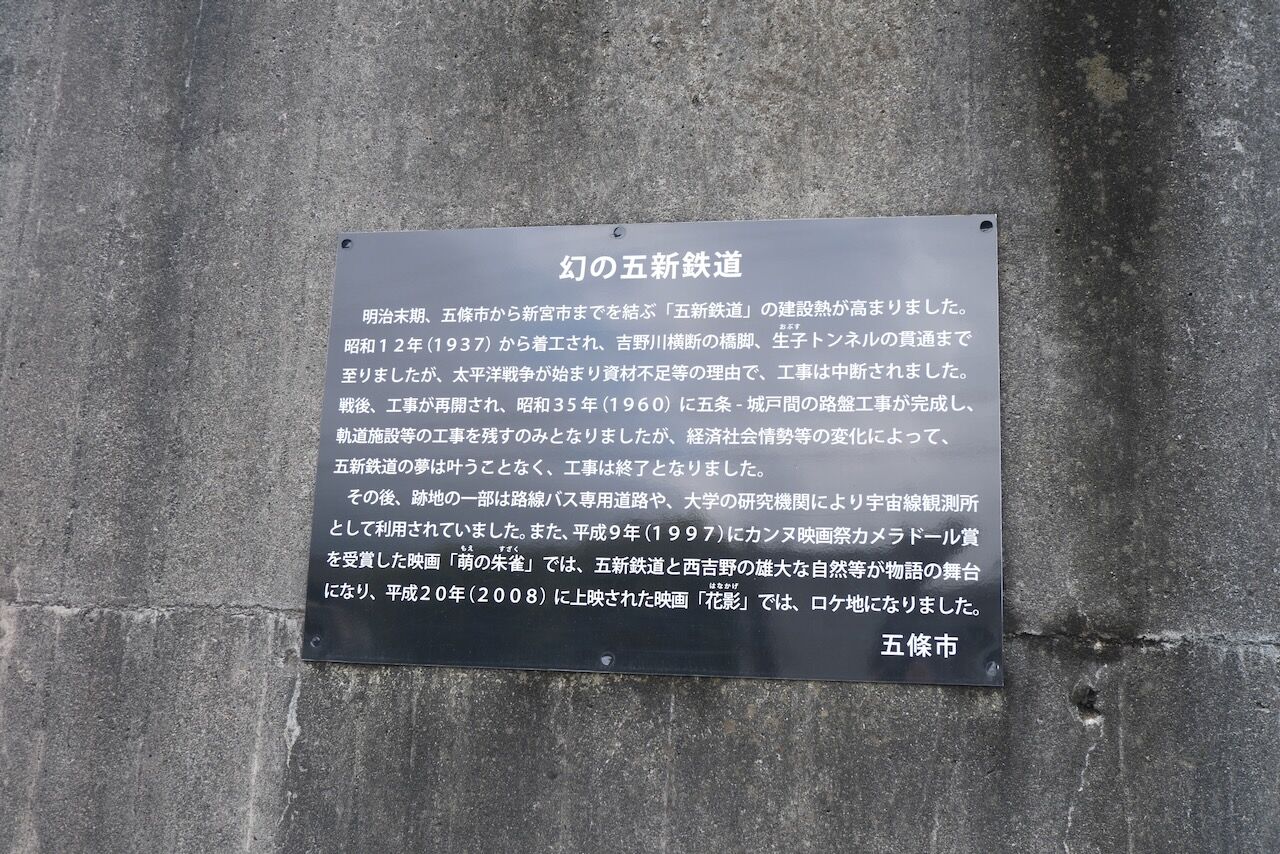 幻の五新鉄道
明治末期、五條市から新宮市までを結ぶ「五新鉄道」の建設熱が高まりました。
昭和12年(1937)から着工され、吉野川横断の橋脚、生子トンネルの貫通まで
おぶす
至りましたが、太平洋戦争が始まり資材不足等の理由で、工事は中断されました。
戦後、工事が再開され、昭和35年(1960)に五条-城戸間の路盤工事が完成し、
軌道施設等の工事を残すのみとなりましたが、経済社会情勢等の変化によって、
五新鉄道の夢は叶うことなく、工事は終了となりました。
その後、跡地の一部は路線バス専用道路や、大学の研究機関により宇宙線観測所
として利用されていました。また、平成9年(1997)にカンヌ映画祭カメラドール賞
を受賞した映画「萌の朱雀」では、五新鉄道と西吉野の雄大な自然等が物語の舞台
もえ すざく
になり、平成20年(2008)に上映された映画「花影」では、ロケ地になりました。
はなかげ
五條市